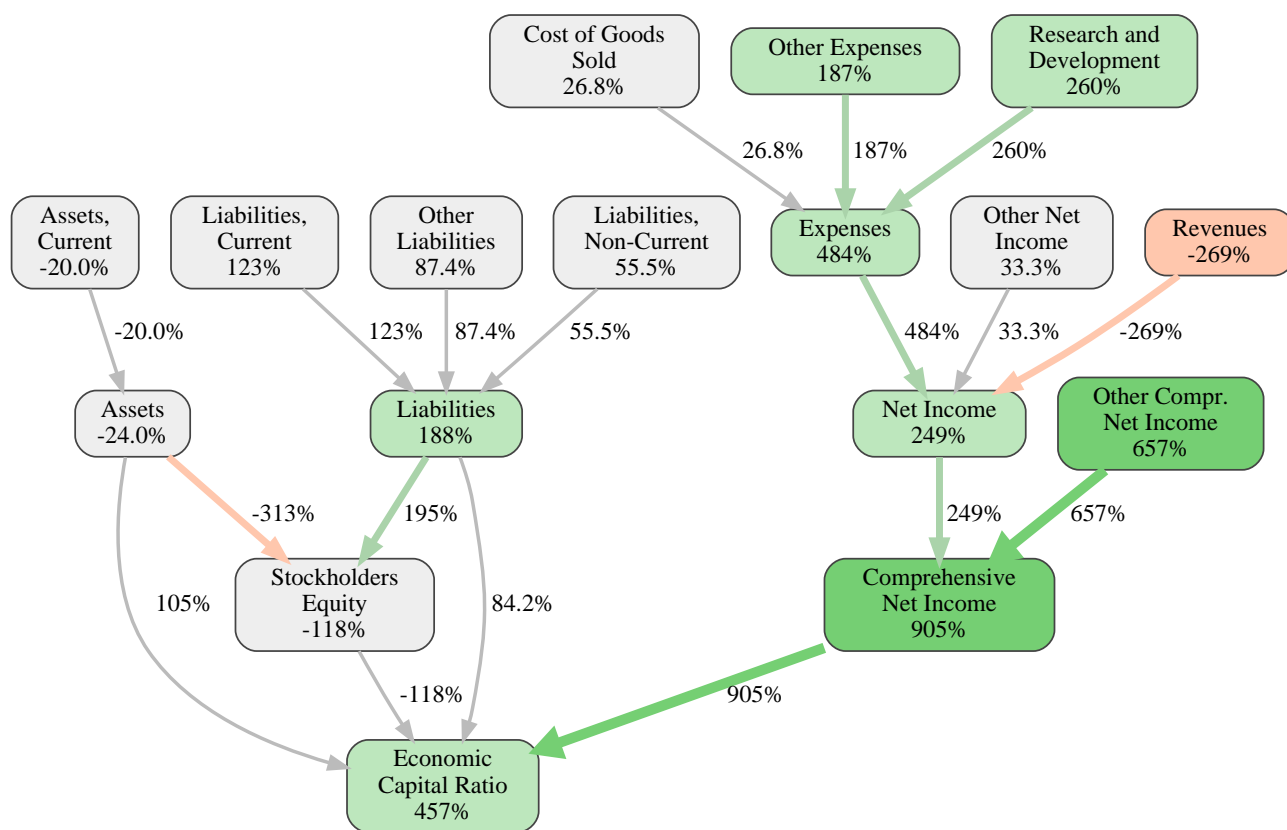 Cost of Goods
Sold
26.8%
Other Expenses
187%
Research and
Development
260%
26.8%
187%
260%
Assets,
Current
-20.0%
Liabilities,
Current
123%
Other
Liabilities
87.4%
Liabilities,
Non-Current
55.5%
Expenses
484%
Other Net
Income
33.3%
Revenues
-269%
-20.0%
123%
87.4%
55.5%
484%
33.3%
-269%
Assets
-24.0%
Liabilities
188%
Net Income
249%
Other Compr.
Net Income
657%
-313%
195%
249%
657%
105%
Stockholders
Equity
-118%
84.2%
Comprehensive
Net Income
905%
-118%
905%
Economic
Capital Ratio
457%